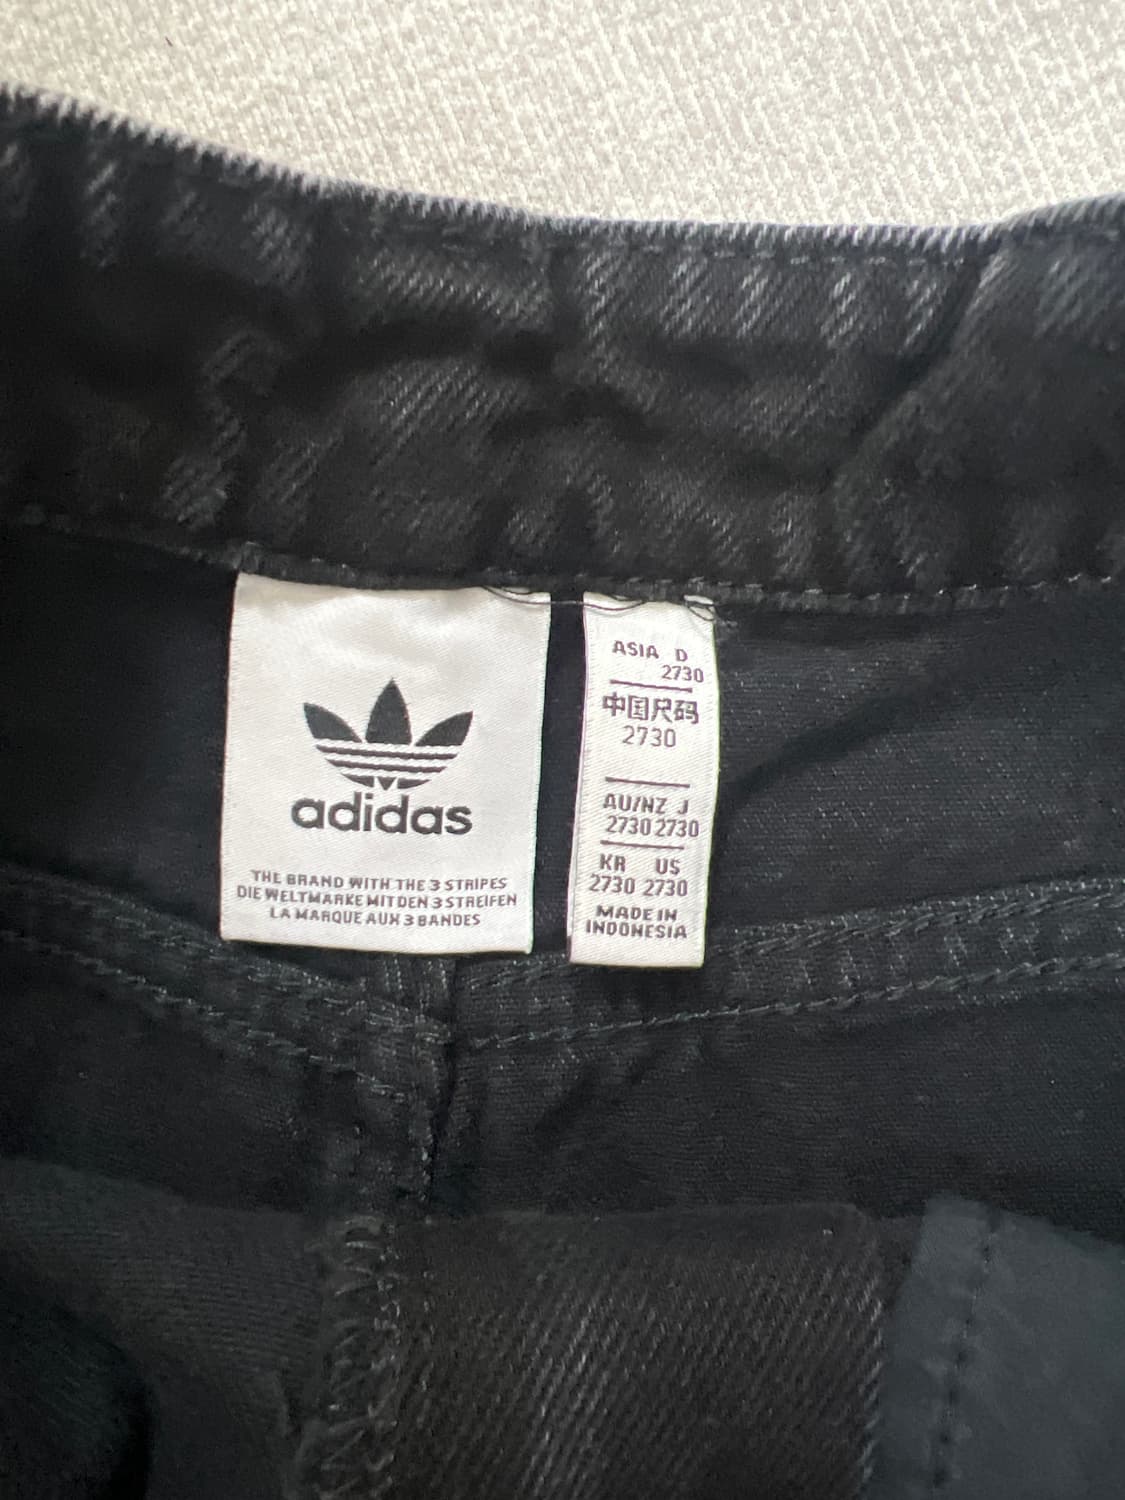 adidas
THE BRAND WITH THE 3 STRIPES
DIE WELTMARKE MIT DEN 3 STREIFEN
LA MARQUE AUX 3 BANDES
ASIA D
2730
中国尺码
2730
AU/NZ J
2730 2730
KR US
2730 2730
MADE IN
INDONESIA